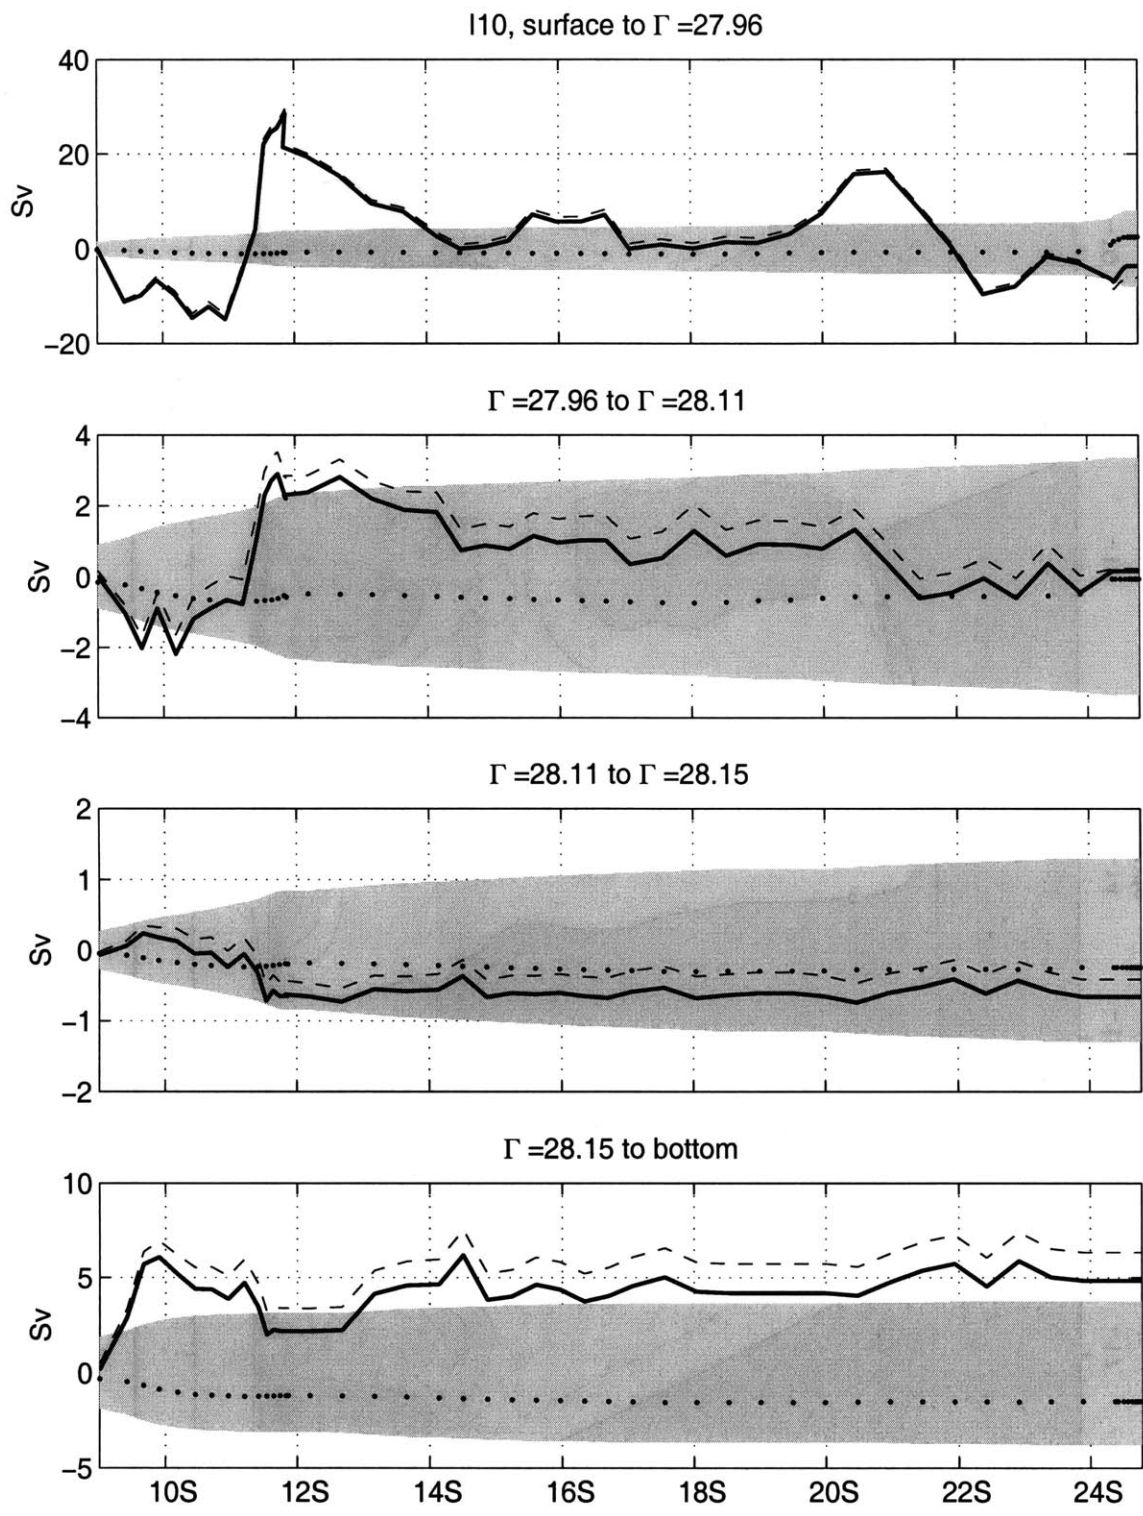 I10, surface to Γ =27.96
40
20
0
−20
Sv
Γ =27.96 to Γ =28.11
4
2
0
−2
−4
Sv
Γ =28.11 to Γ =28.15
2
1
0
−1
−2
Sv
Γ =28.15 to bottom
10
5
0
−5
Sv
10S 12S 14S 16S 18S 20S 22S 24S